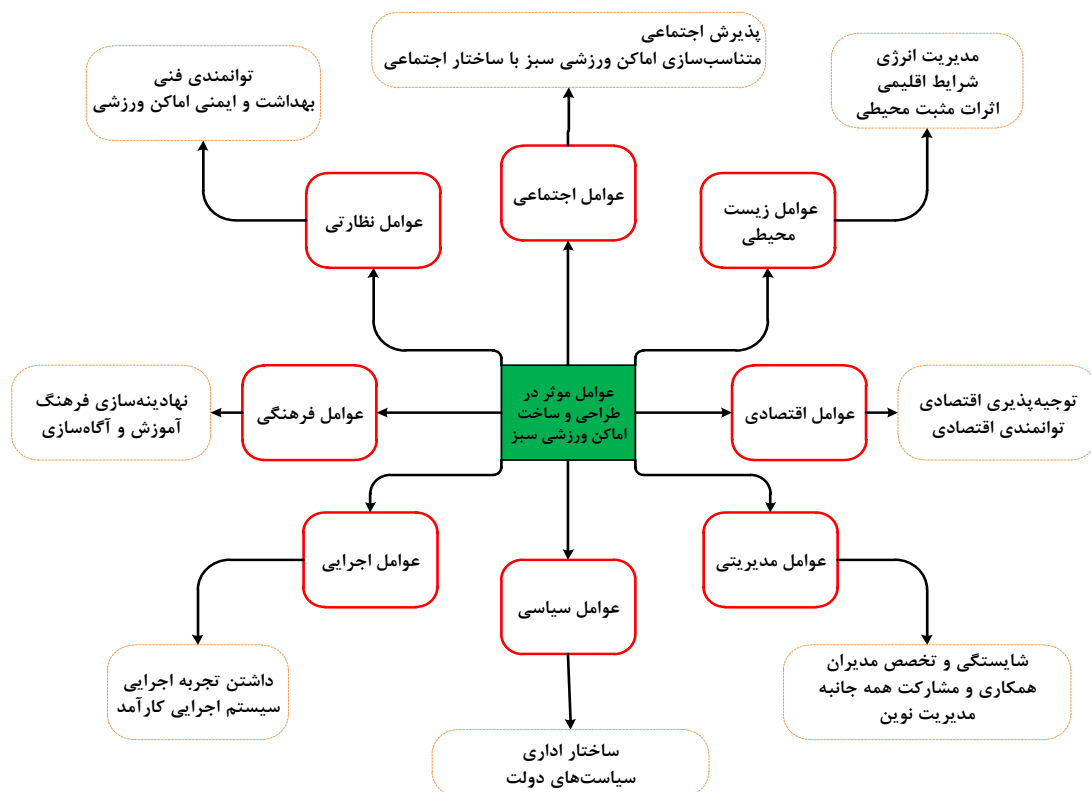 پذیرش اجتماعی
متناسب‌سازی اماکن ورزشی سبز با ساختار اجتماعی
مدیریت انرژی
شرایط اقلیمی
اثرات مثبت محیطی
توانمندی فنی
بهداشت و ایمنی اماکن ورزشی
عوامل اجتماعی
عوامل زیست
محیطی
عوامل نظارتی
عوامل موثر در
طراحی و ساخت
اماکن ورزشی سبز
توجیه‌پذیری اقتصادی
توانمندی اقتصادی
عوامل اقتصادی
عوامل فرهنگی
نهادینه‌سازی فرهنگ
آموزش و آگاه‌سازی
عوامل مدیریتی
عوامل سیاسی
عوامل اجرایی
شایستگی و تخصص مدیران
همکاری و مشارکت همه جانبه
مدیریت نوین
داشتن تجربه اجرایی
سیستم اجرایی کارآمد
ساختار اداری
سیاست‌های دولت